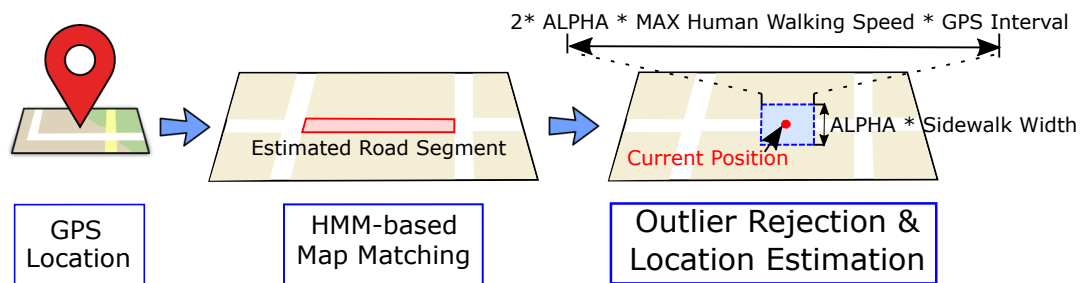 2* ALPHA * MAX Human Walking Speed * GPS Interval
Estimated Road Segment
ALPHA * Sidewalk Width
Current Position
GPS
Location
HMM-based
Map Matching
Outlier Rejection &
Location Estimation